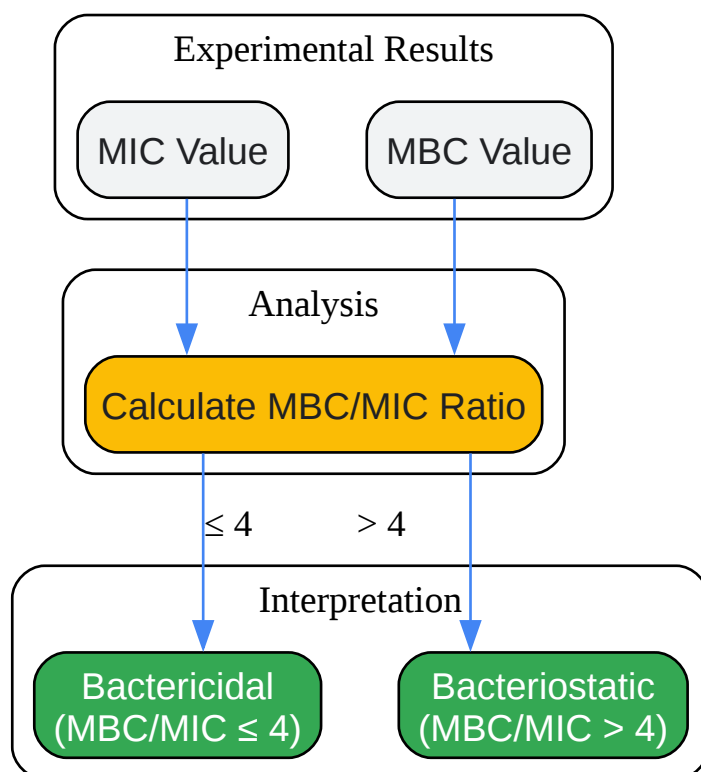 Experimental Results
MIC Value
MBC Value
Analysis
Calculate MBC/MIC Ratio
≤ 4
> 4
Interpretation
Bactericidal
(MBC/MIC ≤ 4)
Bacteriostatic
(MBC/MIC > 4)